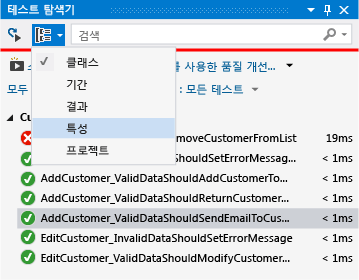 테스트 탐색기
검색
클래스
를 사용한 품질 개선...
기간
모두
: 모든 테스트
결과
특성
프로젝트
moveCustomerFromList 19ms
ShouldSetErrorMessag... < 1ms
AddCustomer_ValidDataShouldAddCustomerTo... < 1ms
AddCustomer_ValidDataShouldReturnCustomer... < 1ms
AddCustomer_ValidDataShouldSendEmailToCus... < 1ms
EditCustomer_InvalidDataShouldSetErrorMessage < 1ms
EditCustomer_ValidDataShouldModifyCustomer... < 1ms